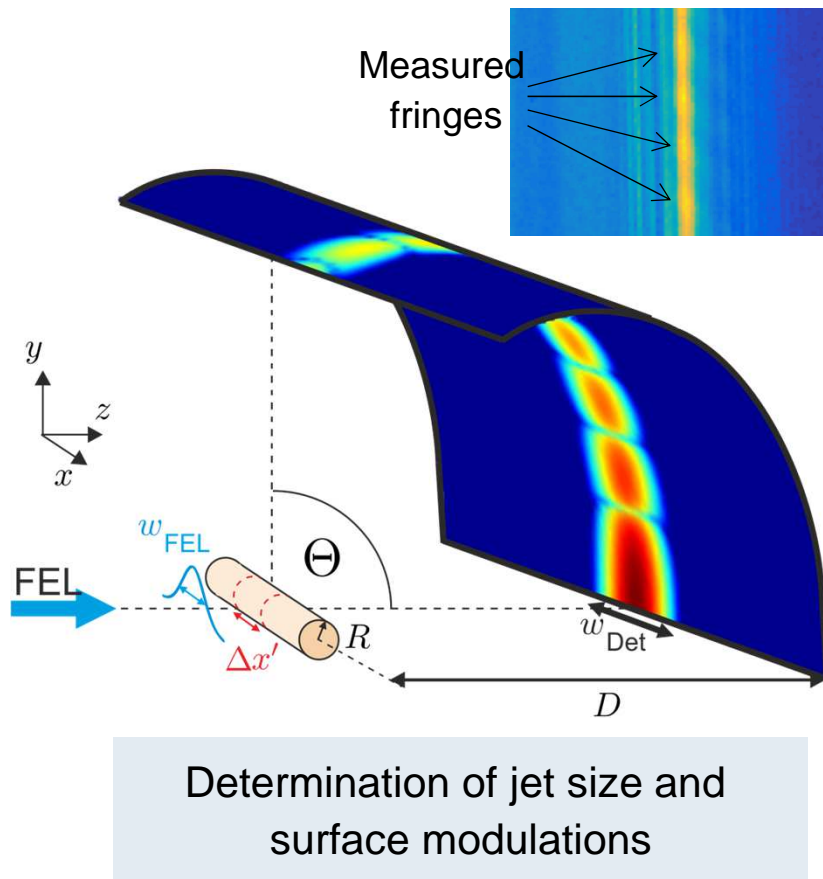 Measured
fringes
y
z
x
w_FEL
Θ
FEL
R
Δx′
w_Det
D
Determination of jet size and
surface modulations